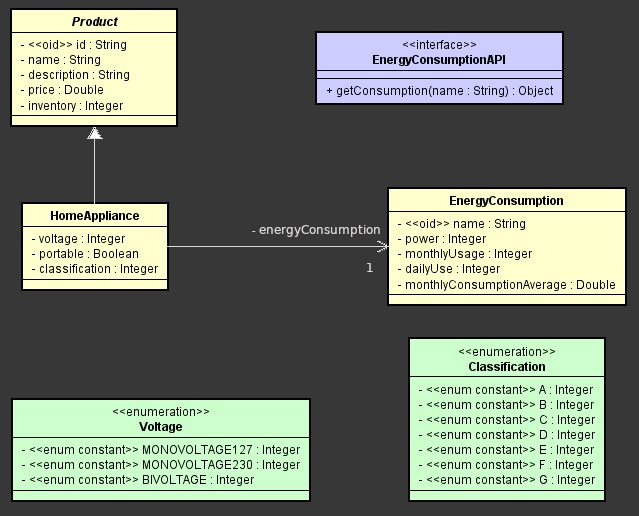 Product
- <<oid>> id : String
- name : String
- description : String
- price : Double
- inventory : Integer
<<interface>>
EnergyConsumptionAPI
+ getConsumption(name : String) : Object
HomeAppliance
- voltage : Integer
- portable : Boolean
- classification : Integer
- energyConsumption
1
EnergyConsumption
- <<oid>> name : String
- power : Integer
- monthlyUsage : Integer
- dailyUse : Integer
- monthlyConsumptionAverage : Double
<<enumeration>>
Voltage
- <<enum constant>> MONOVOLTAGE127 : Integer
- <<enum constant>> MONOVOLTAGE230 : Integer
- <<enum constant>> BIVOLTAGE : Integer
<<enumeration>>
Classification
- <<enum constant>> A : Integer
- <<enum constant>> B : Integer
- <<enum constant>> C : Integer
- <<enum constant>> D : Integer
- <<enum constant>> E : Integer
- <<enum constant>> F : Integer
- <<enum constant>> G : Integer